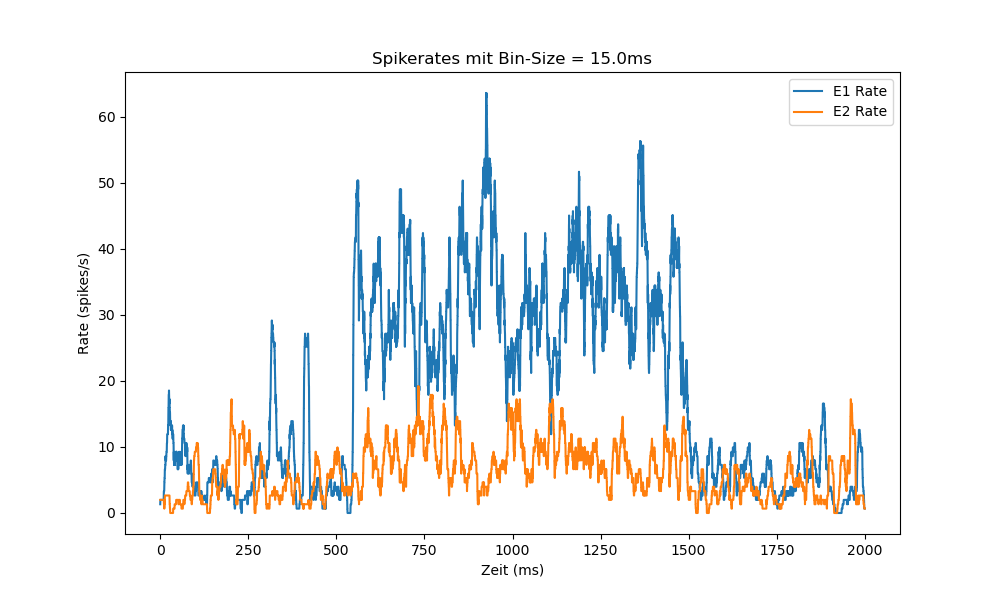 Spikerates mit Bin-Size = 15.0ms
E1 Rate
E2 Rate
Rate (spikes/s)
60
50
40
30
20
10
0
0 250 500 750 1000 1250 1500 1750 2000
Zeit (ms)